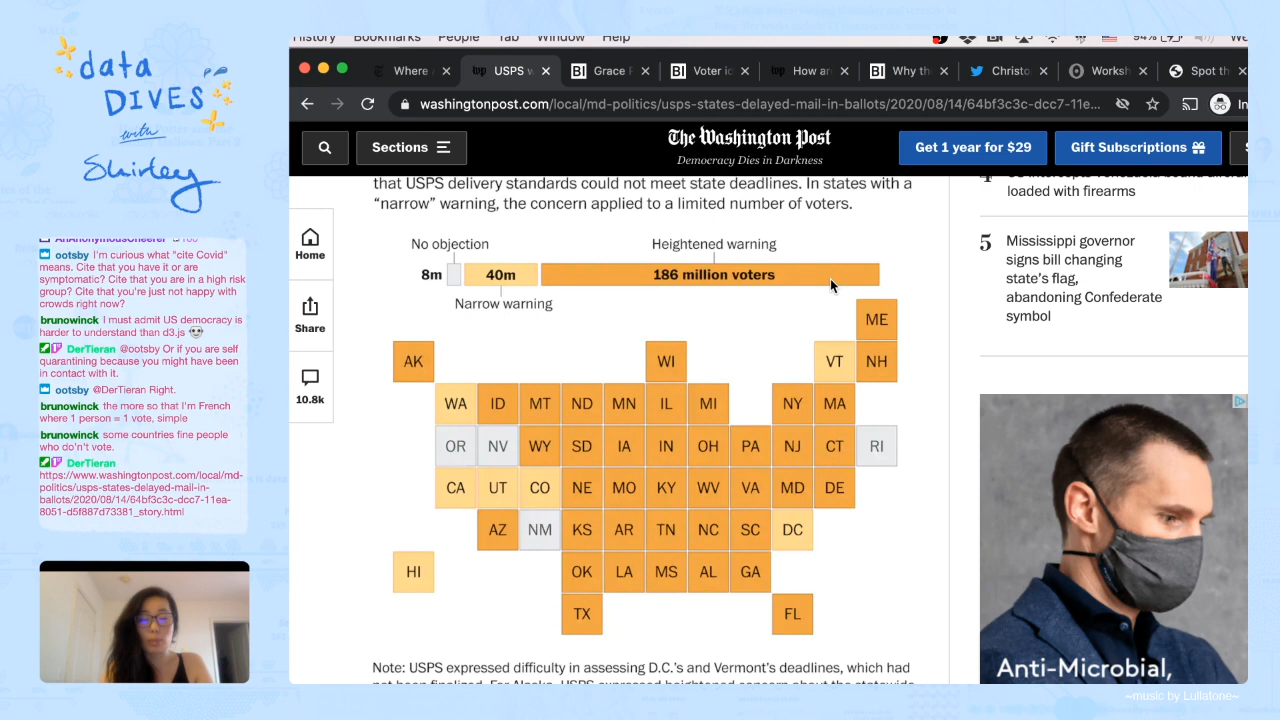 data
DIVES
with
Shirley
ootsby I'm curious what "cite Covid"
means. Cite that you have it or are
symptomatic? Cite that you are in a high risk
group? Cite that you're just not happy with
crowds right now?
brunowinck I must admit US democracy is
harder to understand than d3.js
DerTieran @ootsby Or if you are self
quarantining because you might have been
in contact with it.
ootsby @DerTieran Right.
brunowinck the more so that I'm French
where 1 person = 1 vote, simple
brunowinck some countries fine people
who do'n't vote.
DerTieran
https://www.washingtonpost.com/local/md-
politics/usps-states-delayed-mail-in-
ballots/2020/08/14/64bf3c3c-dcc7-11ea-
8051-d5f887d73381_story.html
History Bookmarks People Tab Window Help 94%
Where USPS w Grace Voter i How ar Why th Christo Worksh Spot th
washingtonpost.com/local/md-politics/usps-states-delayed-mail-in-ballots/2020/08/14/64bf3c3c-dcc7-11e...
In
Sections
The Washington Post
Democracy Dies in Darkness
Get 1 year for $29
Gift Subscriptions
Home
Share
10.8k
that USPS delivery standards could not meet state deadlines. In states with a
“narrow” warning, the concern applied to a limited number of voters.
No objection
Heightened warning
8m
40m
186 million voters
Narrow warning
ME
AK WI VT NH
WA ID MT ND MN IL MI NY MA
OR NV WY SD IA IN OH PA NJ CT RI
CA UT CO NE MO KY WV VA MD DE
AZ NM KS AR TN NC SC DC
HI OK LA MS AL GA
TX FL
Note: USPS expressed difficulty in assessing D.C.'s and Vermont's deadlines, which had
4
loaded with firearms
5
Mississippi governor
signs bill changing
state's flag,
abandoning Confederate
symbol
Anti-Microbial,
~music by Lullatone~